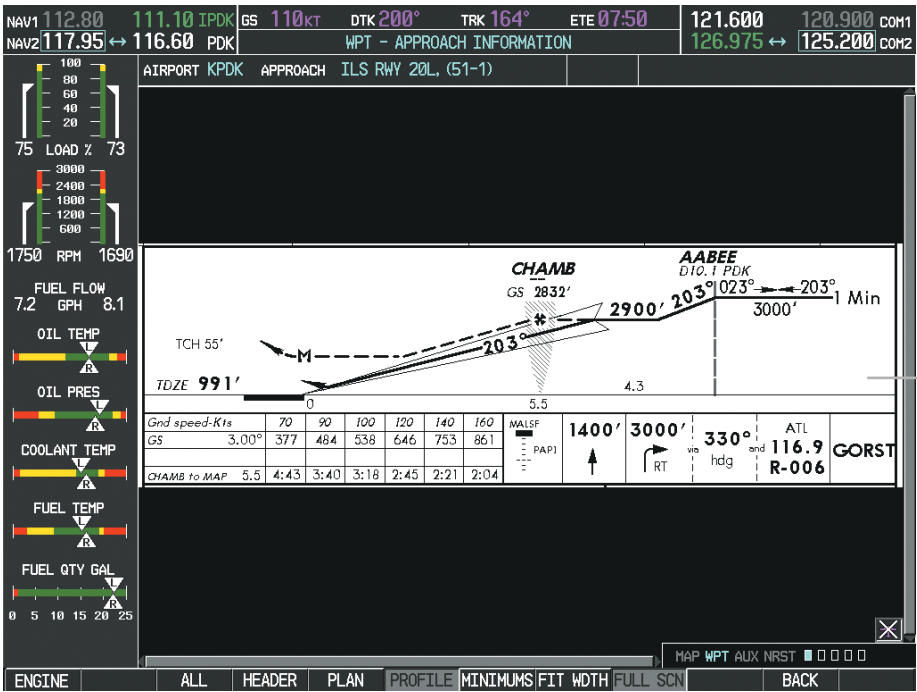 NAV1 112.80 111.10 IPDK GS 110KT DTK 200° TRK 164° ETE 07:50 121.600 120.900 COM1
NAV2 117.95 ↔ 116.60 PDK WPT - APPROACH INFORMATION 126.975 ↔ 125.200 COM2
AIRPORT KPDK APPROACH ILS RWY 20L, (51-1)
100
80
60
40
20
75 LOAD % 73
3000
2400
1800
1200
600
1750 RPM 1690
FUEL FLOW
7.2 GPH 8.1
OIL TEMP
L
R
OIL PRES
L
R
COOLANT TEMP
L
R
FUEL TEMP
L
R
FUEL QTY GAL
L
R
0 5 10 15 20 25
AABEE
D10.1 PDK
CHAMB
GS 2832'
023° 203°
3000' 1 Min
2900' 203°
203°
TCH 55'
M
TDZE 991'
4.3
0 5.5
Gnd speed-Kts 70 90 100 120 140 160
GS 3.00° 377 484 538 646 753 861
CHAMB to MAP 5.5 4:43 3:40 3:18 2:45 2:21 2:04
MALSF
PAPI
1400'
3000'
RT
via 330° hdg
and ATL
116.9
R-006
GORST
MAP WPT AUX NRST
ENGINE ALL HEADER PLAN PROFILE MINIMUMS FIT WDTH FULL SCN BACK